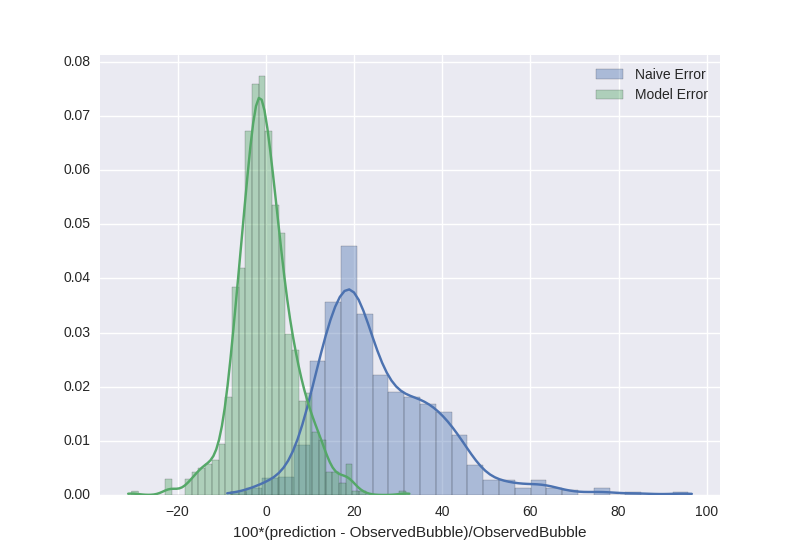 0.08
0.07
0.06
0.05
0.04
0.03
0.02
0.01
0.00
Naive Error
Model Error
−20 0 20 40 60 80 100
100*(prediction - ObservedBubble)/ObservedBubble